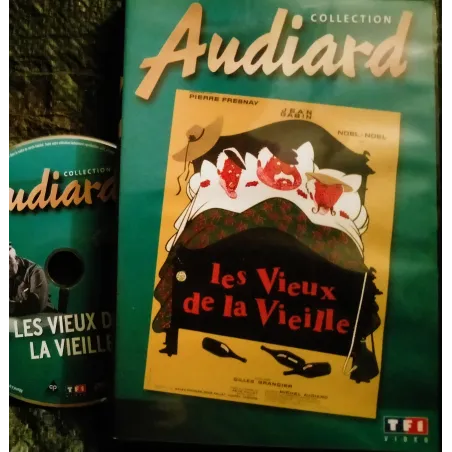 COLLECTION
Audiard
PIERRE FRESNAY
JEAN
GABIN
NOËL-NOËL
les Vieux
de la Vieille
GILLES GRANGIER
MICHEL AUDIARD
TF1
VIDEO
COLLECTION
udiard
LES VIEUX D
LA VIEILLE
TF1